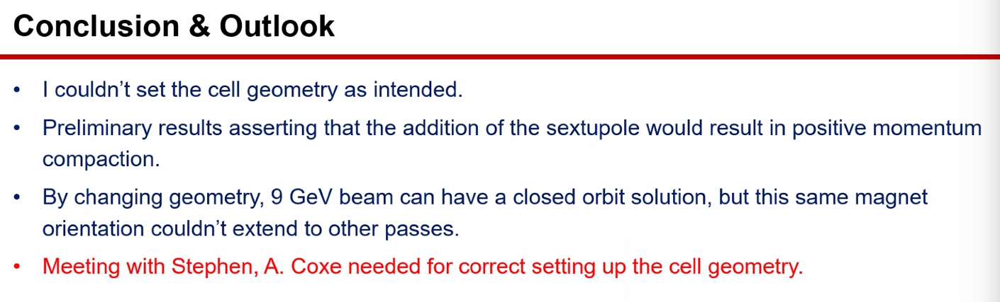 Conclusion & Outlook
• I couldn’t set the cell geometry as intended.
• Preliminary results asserting that the addition of the sextupole would result in positive momentum
compaction.
• By changing geometry, 9 GeV beam can have a closed orbit solution, but this same magnet
orientation couldn’t extend to other passes.
• Meeting with Stephen, A. Coxe needed for correct setting up the cell geometry.